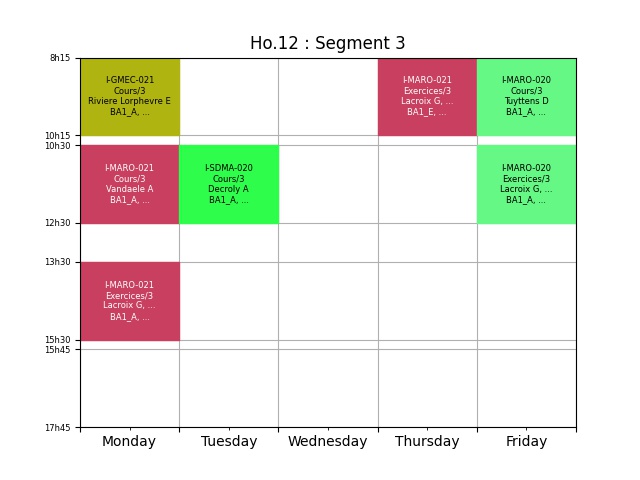 Ho.12 : Segment 3
8h15
I-GMEC-021
Cours/3
Riviere Lorphevre E
BA1_A, ...
I-MARO-021
Exercices/3
Lacroix G, ...
BA1_E, ...
I-MARO-020
Cours/3
Tuyttens D
BA1_A, ...
10h15
10h30
I-MARO-021
Cours/3
Vandaele A
BA1_A, ...
I-SDMA-020
Cours/3
Decroly A
BA1_A, ...
I-MARO-020
Exercices/3
Lacroix G, ...
BA1_A, ...
12h30
13h30
I-MARO-021
Exercices/3
Lacroix G, ...
BA1_A, ...
15h30
15h45
17h45
Monday Tuesday Wednesday Thursday Friday